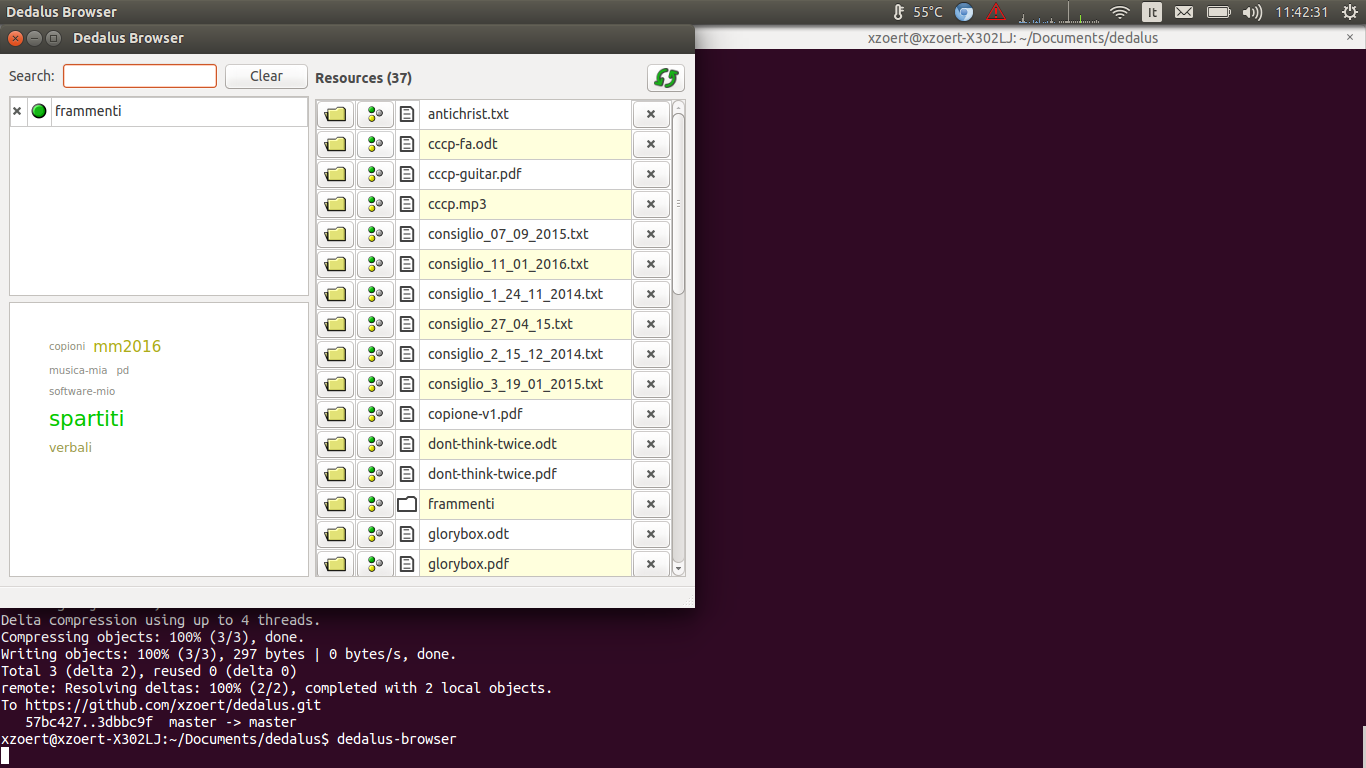 Dedalus Browser
55°C
It
11:42:31
Dedalus Browser
xzoert@xzoert-X302LJ: ~/Documents/dedalus
Search:
Clear
Resources (37)
frammenti
copioni mm2016
musica-mia pd
software-mio
spartiti
verbali
antichrist.txt
cccp-fa.odt
cccp-guitar.pdf
cccp.mp3
consiglio_07_09_2015.txt
consiglio_11_01_2016.txt
consiglio_1_24_11_2014.txt
consiglio_27_04_15.txt
consiglio_2_15_12_2014.txt
consiglio_3_19_01_2015.txt
copione-v1.pdf
dont-think-twice.odt
dont-think-twice.pdf
frammenti
glorybox.odt
glorybox.pdf
Delta compression using up to 4 threads.
Compressing objects: 100% (3/3), done.
Writing objects: 100% (3/3), 297 bytes | 0 bytes/s, done.
Total 3 (delta 2), reused 0 (delta 0)
remote: Resolving deltas: 100% (2/2), completed with 2 local objects.
To https://github.com/xzoert/dedalus.git
57bc427..3dbbc9f  master -> master
xzoert@xzoert-X302LJ:~/Documents/dedalus$ dedalus-browser